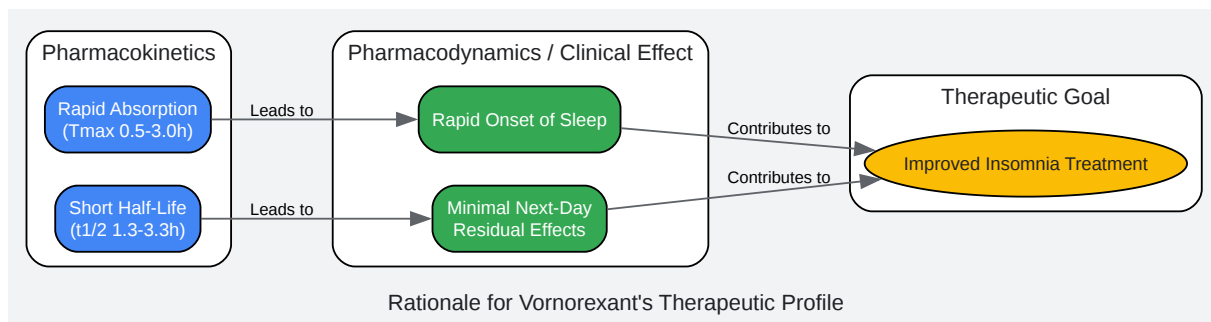 Pharmacokinetics
Rapid Absorption
(Tmax 0.5-3.0h)
Short Half-Life
(t1/2 1.3-3.3h)
Leads to
Leads to
Pharmacodynamics / Clinical Effect
Rapid Onset of Sleep
Minimal Next-Day
Residual Effects
Contributes to
Contributes to
Therapeutic Goal
Improved Insomnia Treatment
Rationale for Vornorexant's Therapeutic Profile